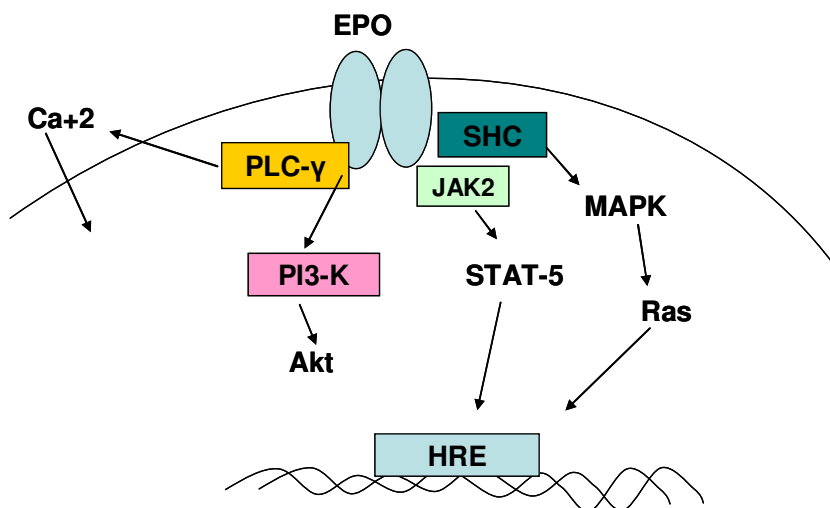 EPO
Ca+2
SHC
PLC-γ
JAK2
MAPK
PI3-K
STAT-5
Ras
Akt
HRE